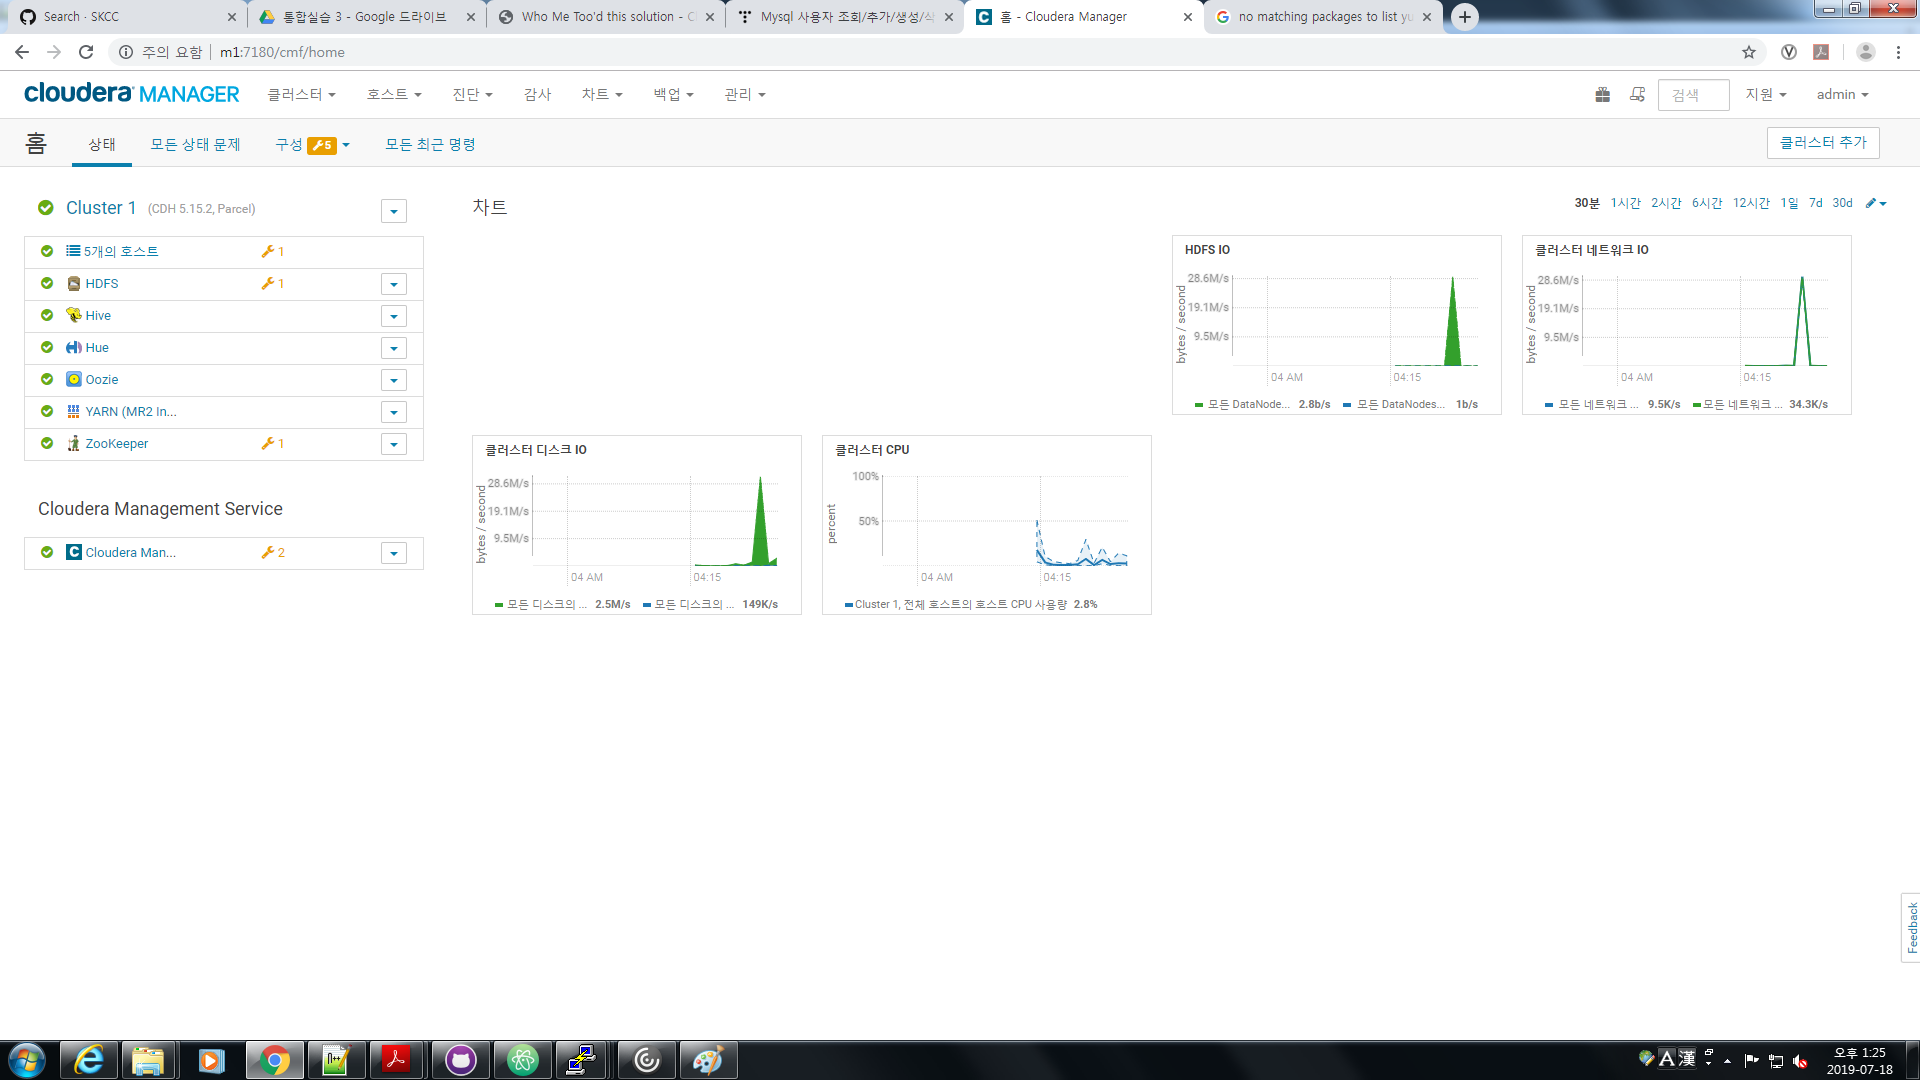 Search · SKCC
통합실습 3 - Google 드라이브
Who Me Too'd this solution - C
Mysql 사용자 조회/추가/생성/삭
홈 - Cloudera Manager
no matching packages to list yu
주의 요함
m1:7180/cmf/home
cloudera MANAGER
클러스터
호스트
진단
감사
차트
백업
관리
검색
지원
admin
홈
상태
모든 상태 문제
구성 5
모든 최근 명령
클러스터 추가
Cluster 1 (CDH 5.15.2, Parcel)
5개의 호스트 1
HDFS 1
Hive
Hue
Oozie
YARN (MR2 In...
ZooKeeper 1
Cloudera Management Service
Cloudera Man... 2
차트
30분 1시간 2시간 6시간 12시간 1일 7d 30d
HDFS IO
bytes / second
28.6M/s
19.1M/s
9.5M/s
04 AM
04:15
모든 DataNode... 2.8b/s 모든 DataNodes... 1b/s
클러스터 네트워크 IO
bytes / second
28.6M/s
19.1M/s
9.5M/s
04 AM
04:15
모든 네트워크 ... 9.5K/s 모든 네트워크 ... 34.3K/s
클러스터 디스크 IO
bytes / second
28.6M/s
19.1M/s
9.5M/s
04 AM
04:15
모든 디스크의 ... 2.5M/s 모든 디스크의 ... 149K/s
클러스터 CPU
percent
100%
50%
04 AM
04:15
Cluster 1, 전체 호스트의 호스트 CPU 사용량 2.8%
Feedback
A 漢
오후 1:25
2019-07-18